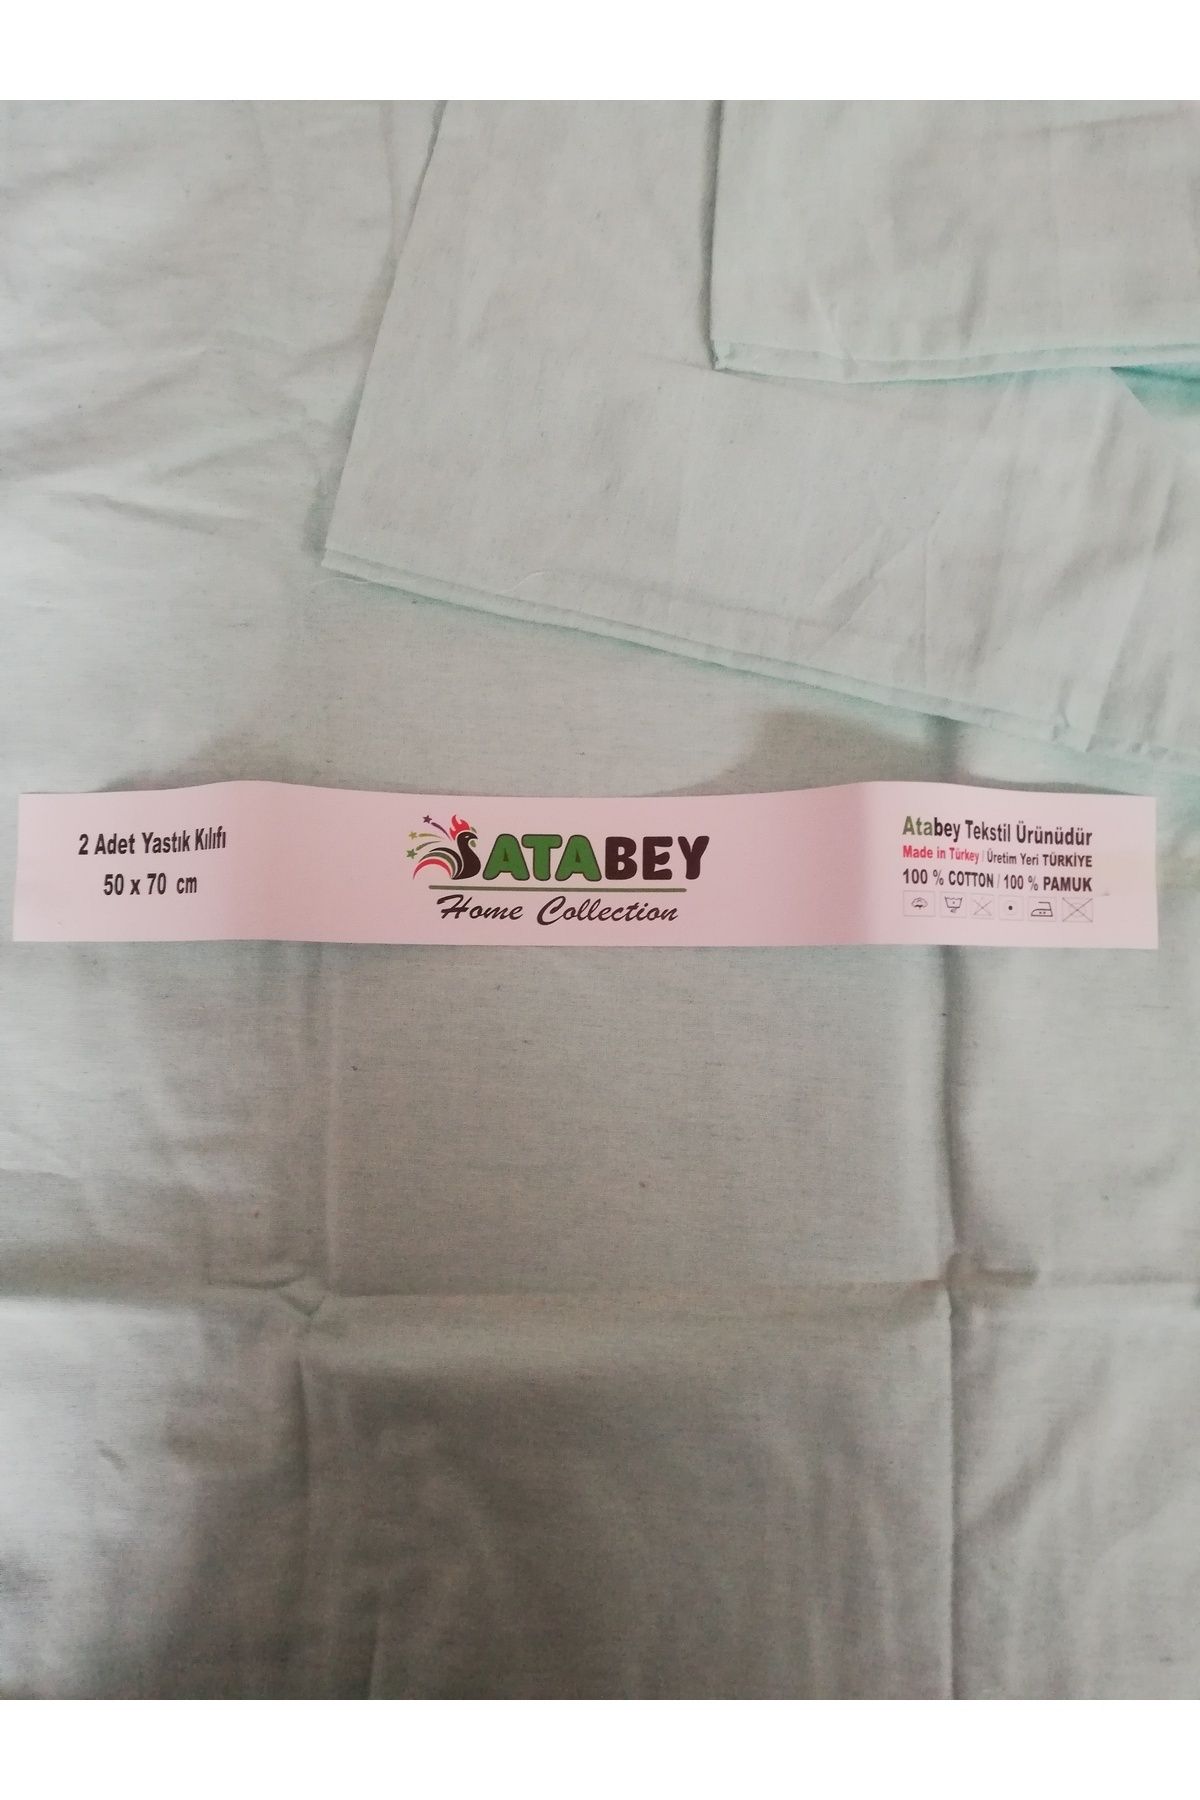 2 Adet Yastık Kılıfı
50 x 70 cm
ATABEY
Home Collection
Atabey Tekstil Ürünüdür
Made in Türkey / Üretim Yeri TÜRKİYE
100 % COTTON / 100 % PAMUK